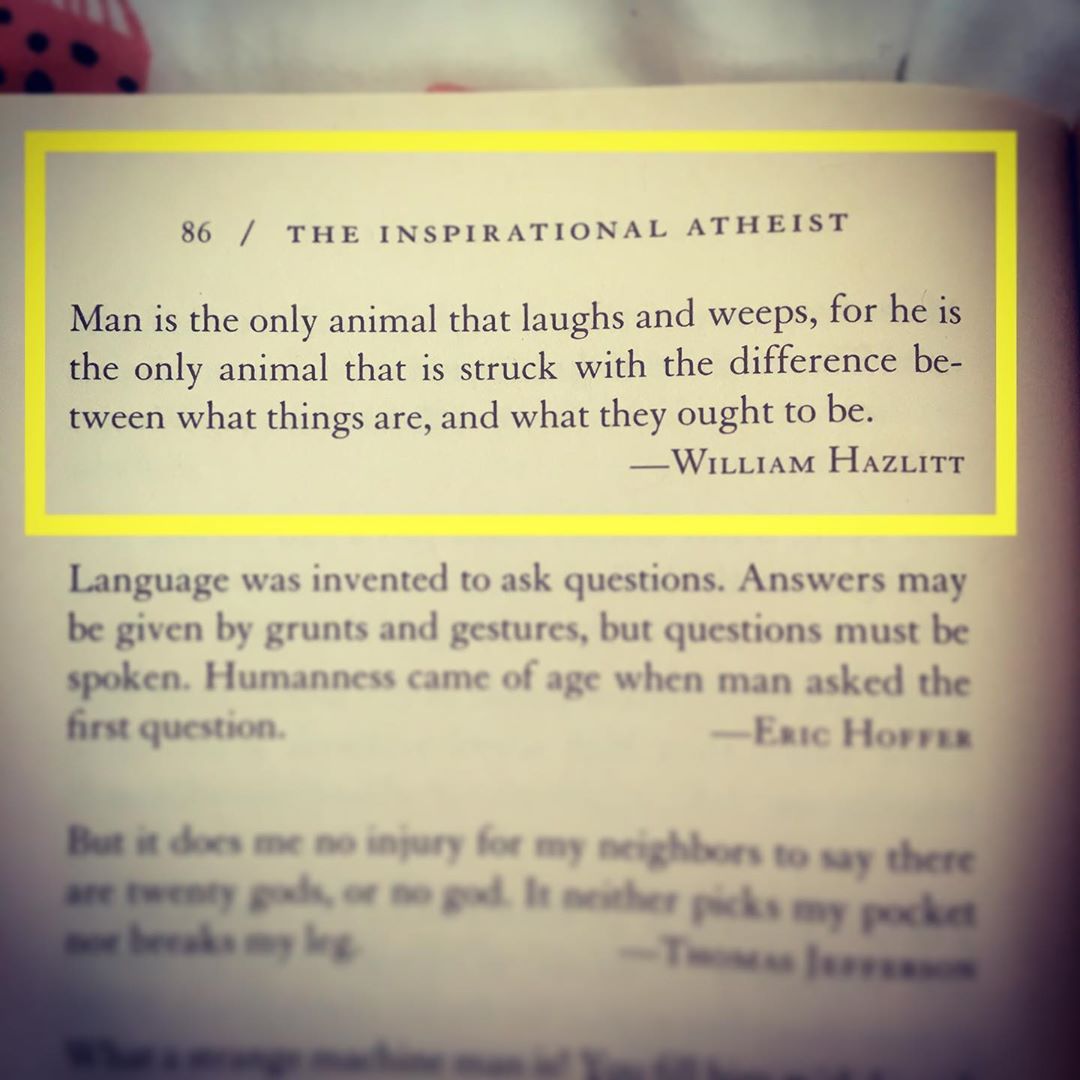 86 / THE INSPIRATIONAL ATHEIST
Man is the only animal that laughs and weeps, for he is
the only animal that is struck with the difference be-
tween what things are, and what they ought to be.
—WILLIAM HAZLITT
Language was invented to ask questions. Answers may
be given by grunts and gestures, but questions must be
spoken. Humanness came of age when man asked the
first question. —ERIC HOFFER
But it does me no injury for my neighbors to say there
are twenty gods, or no god. It neither picks my pocket
nor breaks my leg. —THOMAS JEFFERSON
What a strange machine man is! You fill him